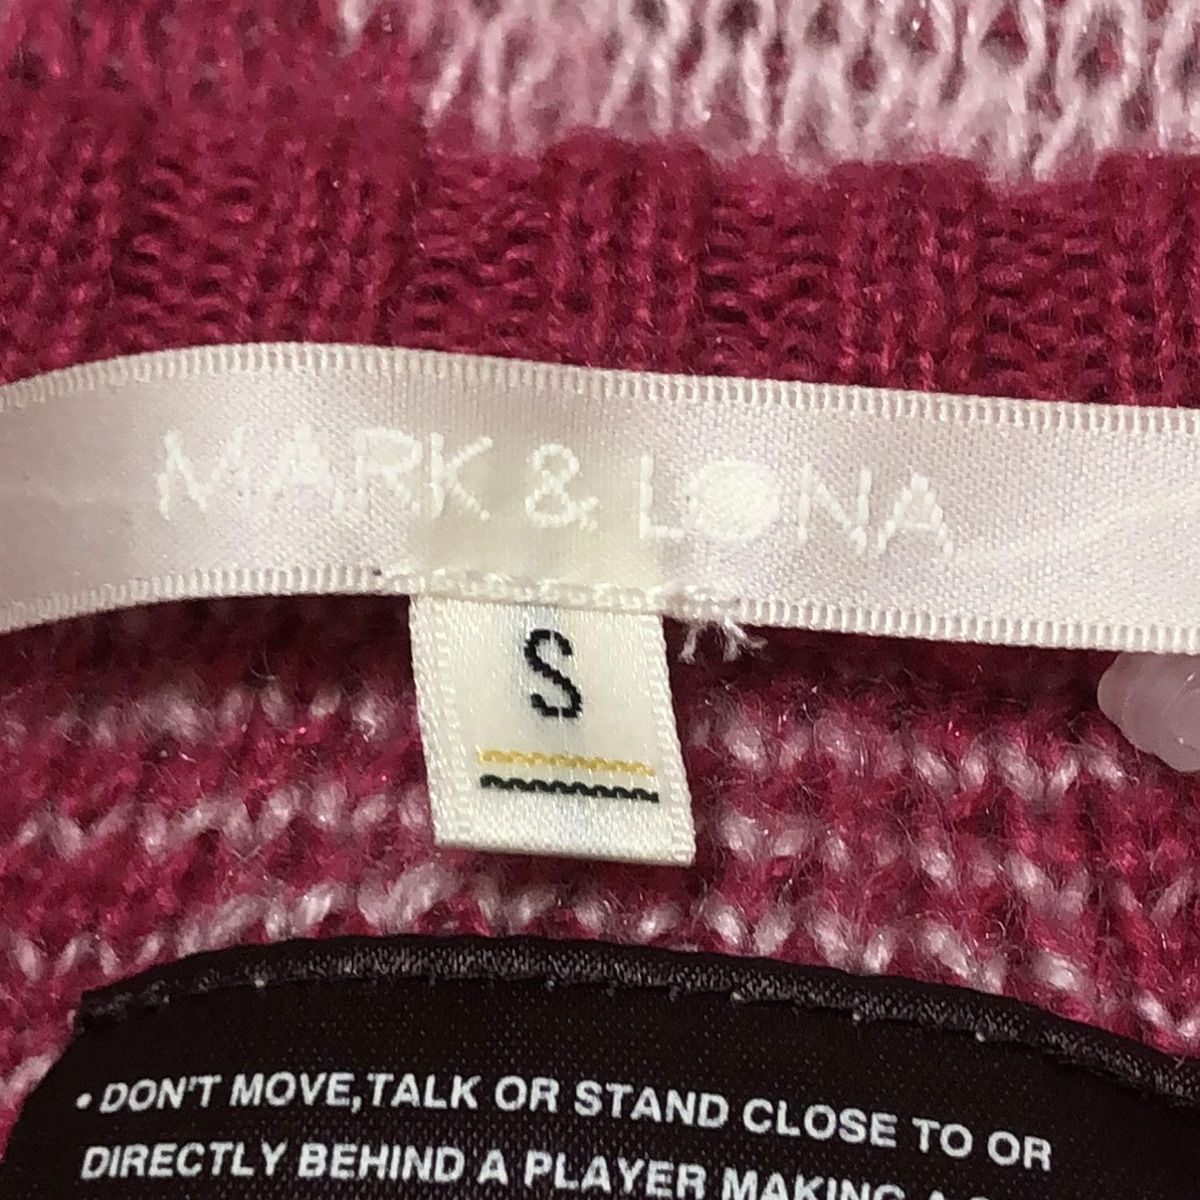 MARK & LONA
S
• DON'T MOVE,TALK OR STAND CLOSE TO OR
DIRECTLY BEHIND A PLAYER MAKING A